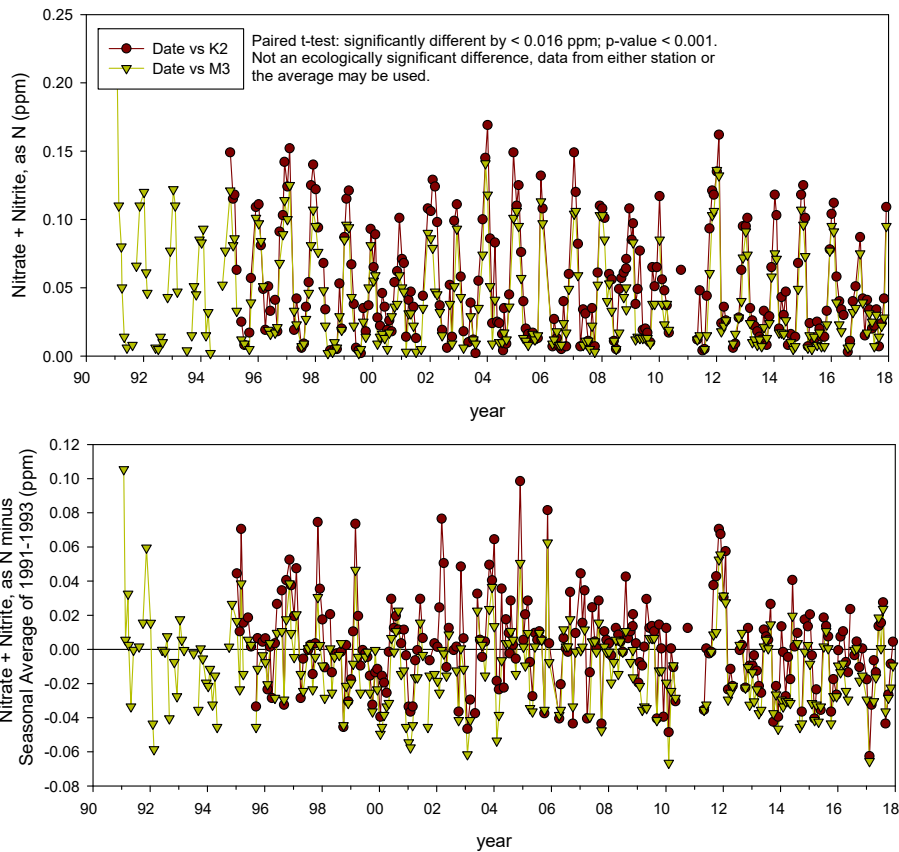 0.25
0.20
0.15
0.10
0.05
0.00
Nitrate + Nitrite, as N (ppm)
Date vs K2
Date vs M3
Paired t-test: significantly different by < 0.016 ppm; p-value < 0.001.
Not an ecologically significant difference, data from either station or
the average may be used.
90 92 94 96 98 00 02 04 06 08 10 12 14 16 18
year
0.12
0.10
0.08
0.06
0.04
0.02
0.00
-0.02
-0.04
-0.06
-0.08
Nitrate + Nitrite, as N minus
Seasonal Average of 1991-1993 (ppm)
90 92 94 96 98 00 02 04 06 08 10 12 14 16 18
year